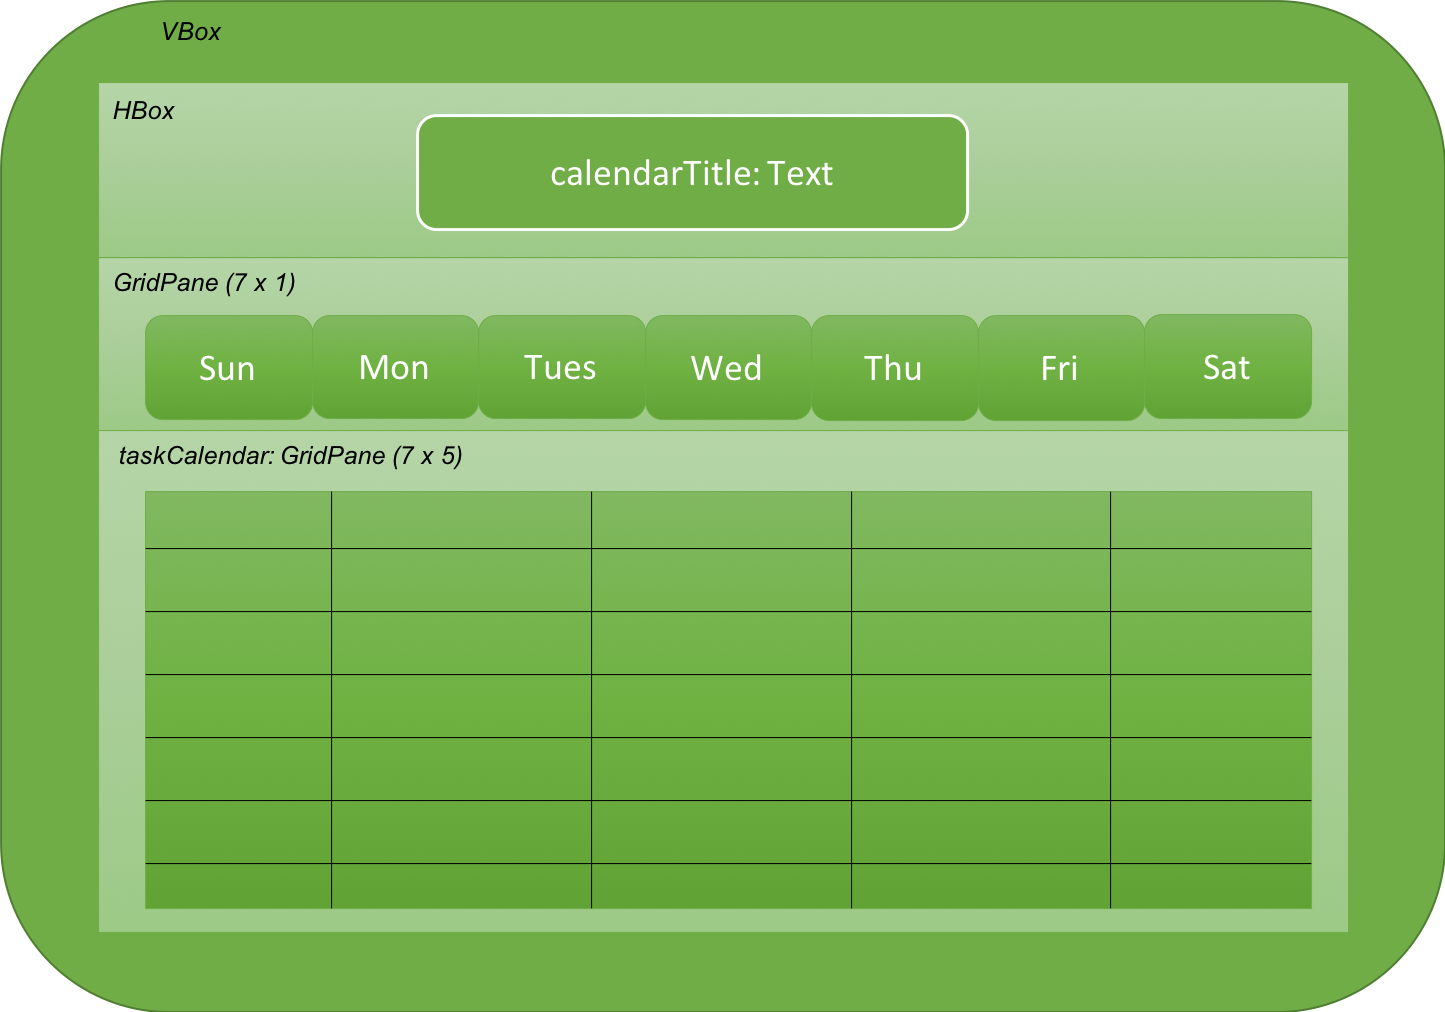 VBox
HBox
calendarTitle: Text
GridPane (7 x 1)
Sun Mon Tues Wed Thu Fri Sat
taskCalendar: GridPane (7 x 5)